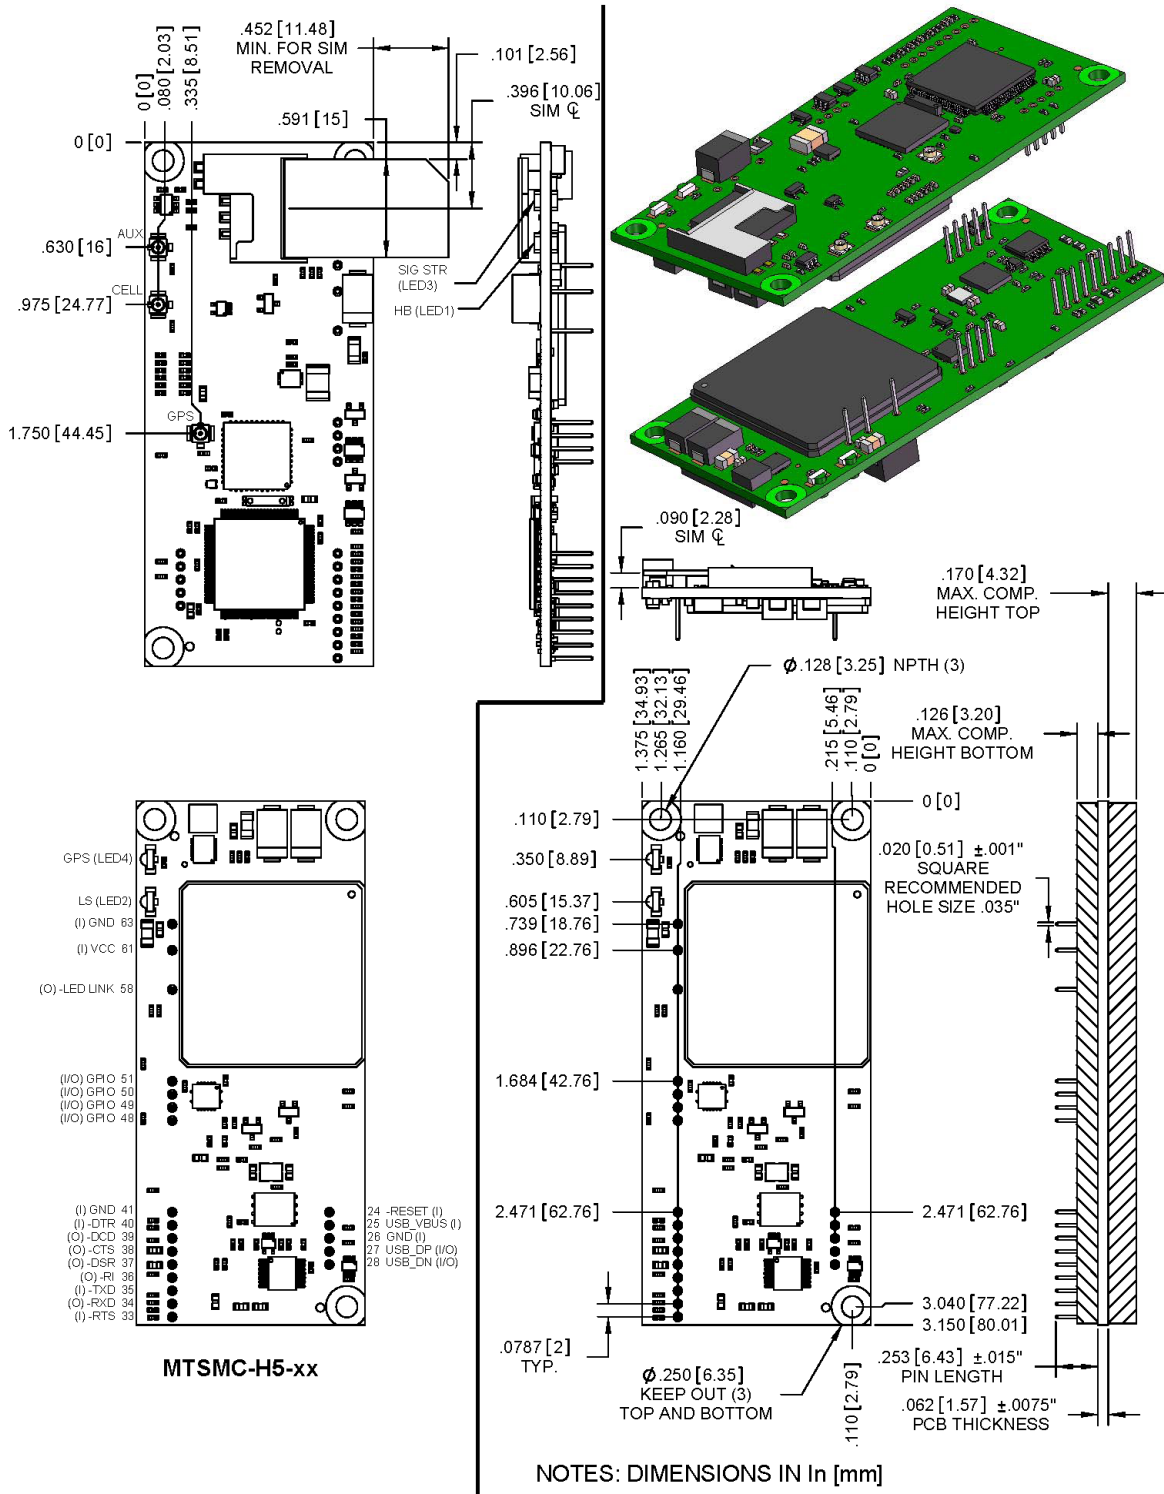 .452 [11.48]
MIN. FOR SIM
REMOVAL
0 [0]
.080 [2.03]
.335 [8.51]
.101 [2.56]
.396 [10.06]
SIM ℄
.591 [15]
0 [0]
AUX
.630 [16]
CELL
.975 [24.77]
GPS
1.750 [44.45]
SIG STR
(LED3)
HB (LED1)
.090 [2.28]
SIM ℄
.170 [4.32]
MAX. COMP.
HEIGHT TOP
Ø.128 [3.25] NPTH (3)
1.375 [34.93]
1.265 [32.13]
1.160 [29.46]
.215 [5.46]
.110 [2.79]
0 [0]
.126 [3.20]
MAX. COMP.
HEIGHT BOTTOM
0 [0]
.110 [2.79]
.350 [8.89]
.605 [15.37]
.739 [18.76]
.896 [22.76]
1.684 [42.76]
2.471 [62.76]
.020 [0.51] ±.001"
SQUARE
RECOMMENDED
HOLE SIZE .035"
2.471 [62.76]
3.040 [77.22]
3.150 [80.01]
.0787 [2]
TYP.
Ø.250 [6.35]
KEEP OUT (3)
TOP AND BOTTOM
.110 [2.79]
.253 [6.43] ±.015"
PIN LENGTH
.062 [1.57] ±.0075"
PCB THICKNESS
GPS (LED4)
LS (LED2)
(I) GND 63
(I) VCC 61
(O) -LED LINK 58
(I/O) GPIO 51
(I/O) GPIO 50
(I/O) GPIO 49
(I/O) GPIO 48
(I) GND 41
(I) -DTR 40
(O) -DCD 39
(O) -CTS 38
(O) -DSR 37
(O) -RI 36
(I) -TXD 35
(O) -RXD 34
(I) -RTS 33
24 -RESET (I)
25 USB_VBUS (I)
26 GND (I)
27 USB_DP (I/O)
28 USB_DN (I/O)
MTSMC-H5-xx
NOTES: DIMENSIONS IN In [mm]